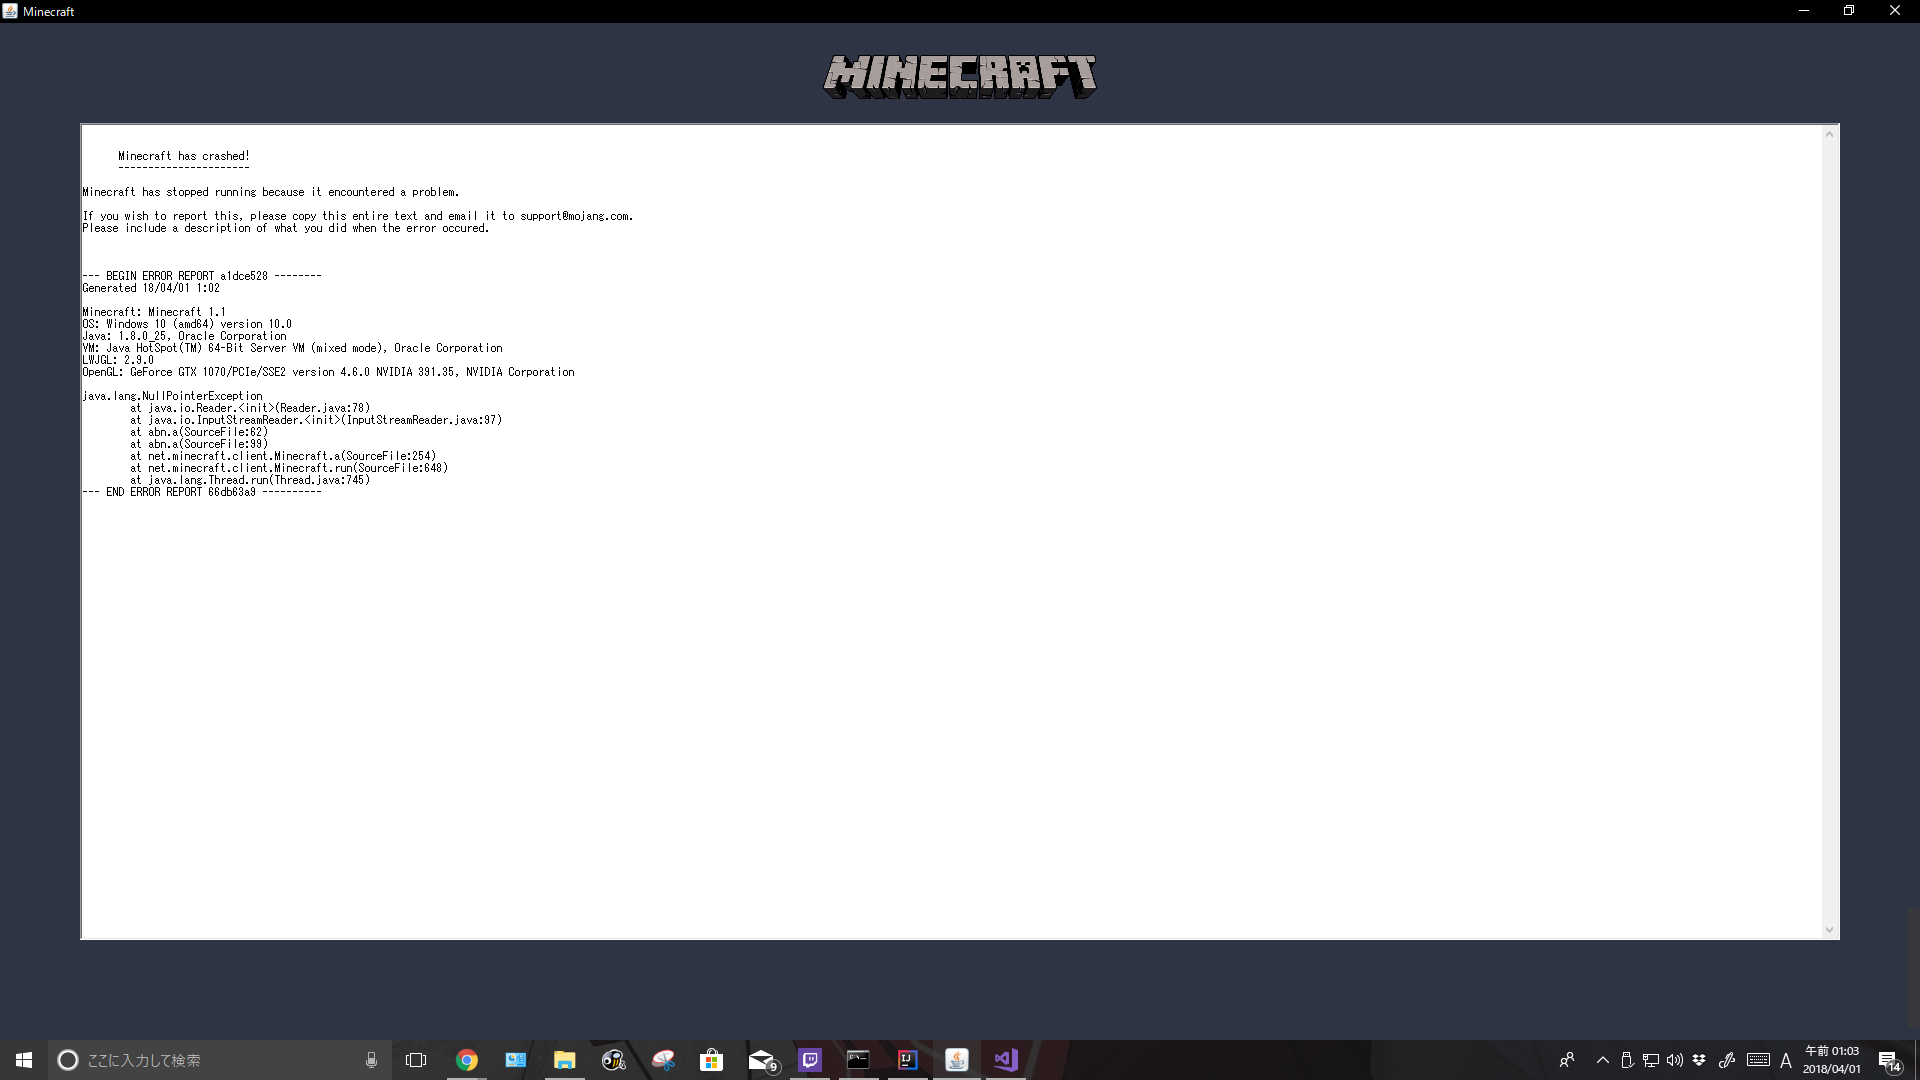 Minecraft
MINECRAFT
Minecraft has crashed!
----------------------
Minecraft has stopped running because it encountered a problem.
If you wish to report this, please copy this entire text and email it to support@mojang.com.
Please include a description of what you did when the error occured.
--- BEGIN ERROR REPORT a1dce528 --------
Generated 18/04/01 1:02
Minecraft: Minecraft 1.1
OS: Windows 10 (amd64) version 10.0
Java: 1.8.0_25, Oracle Corporation
VM: Java HotSpot(TM) 64-Bit Server VM (mixed mode), Oracle Corporation
LWJGL: 2.9.0
OpenGL: GeForce GTX 1070/PCIe/SSE2 version 4.6.0 NVIDIA 391.35, NVIDIA Corporation
java.lang.NullPointerException
at java.io.Reader.<init>(Reader.java:78)
at java.io.InputStreamReader.<init>(InputStreamReader.java:97)
at abn.a(SourceFile:62)
at abn.a(SourceFile:99)
at net.minecraft.client.Minecraft.a(SourceFile:254)
at net.minecraft.client.Minecraft.run(SourceFile:648)
at java.lang.Thread.run(Thread.java:745)
--- END ERROR REPORT 66db63a9 ----------
ここに入力して検索
9
IJ
A
午前 01:03
2018/04/01
14